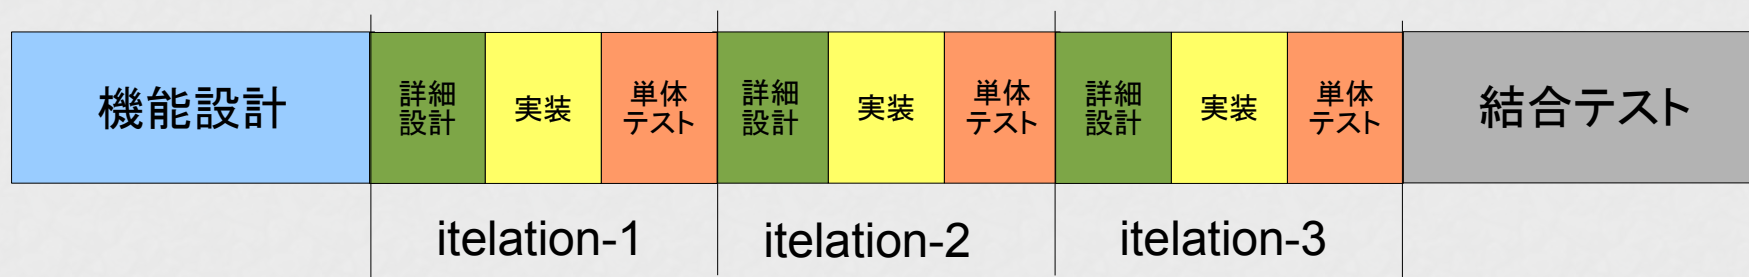 機能設計
詳細
設計
実装
単体
テスト
詳細
設計
実装
単体
テスト
詳細
設計
実装
単体
テスト
結合テスト
itelation-1
itelation-2
itelation-3